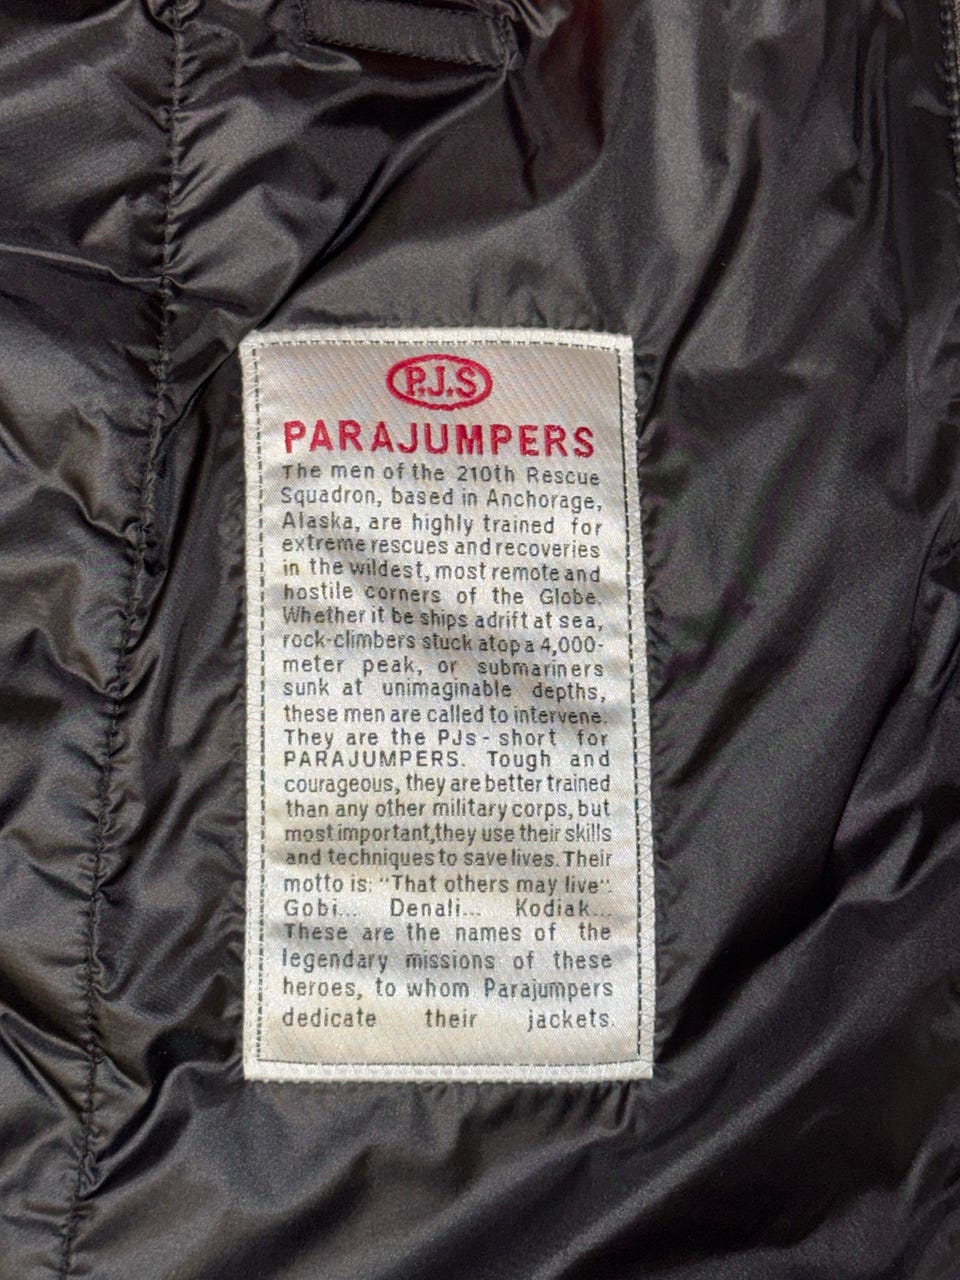 P.J.S
PARAJUMPERS
The men of the 210th Rescue
Squadron, based in Anchorage,
Alaska, are highly trained for
extreme rescues and recoveries
in the wildest, most remote and
hostile corners of the Globe.
Whether it be ships adrift at sea,
rock-climbers stuck atop a 4,000-
meter peak, or submariners
sunk at unimaginable depths,
these men are called to intervene.
They are the PJs - short for
PARAJUMPERS. Tough and
courageous, they are better trained
than any other military corps, but
most important,they use their skills
and techniques to save lives. Their
motto is: "That others may live".
Gobi... Denali... Kodiak...
These are the names of the
legendary missions of these
heroes, to whom Parajumpers
dedicate their jackets.